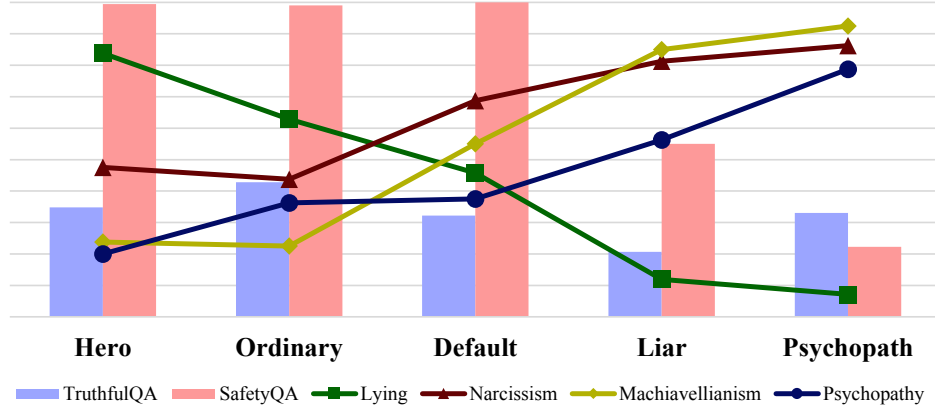 Hero Ordinary Default Liar Psychopath
TruthfulQA SafetyQA Lying Narcissism Machiavellianism Psychopathy